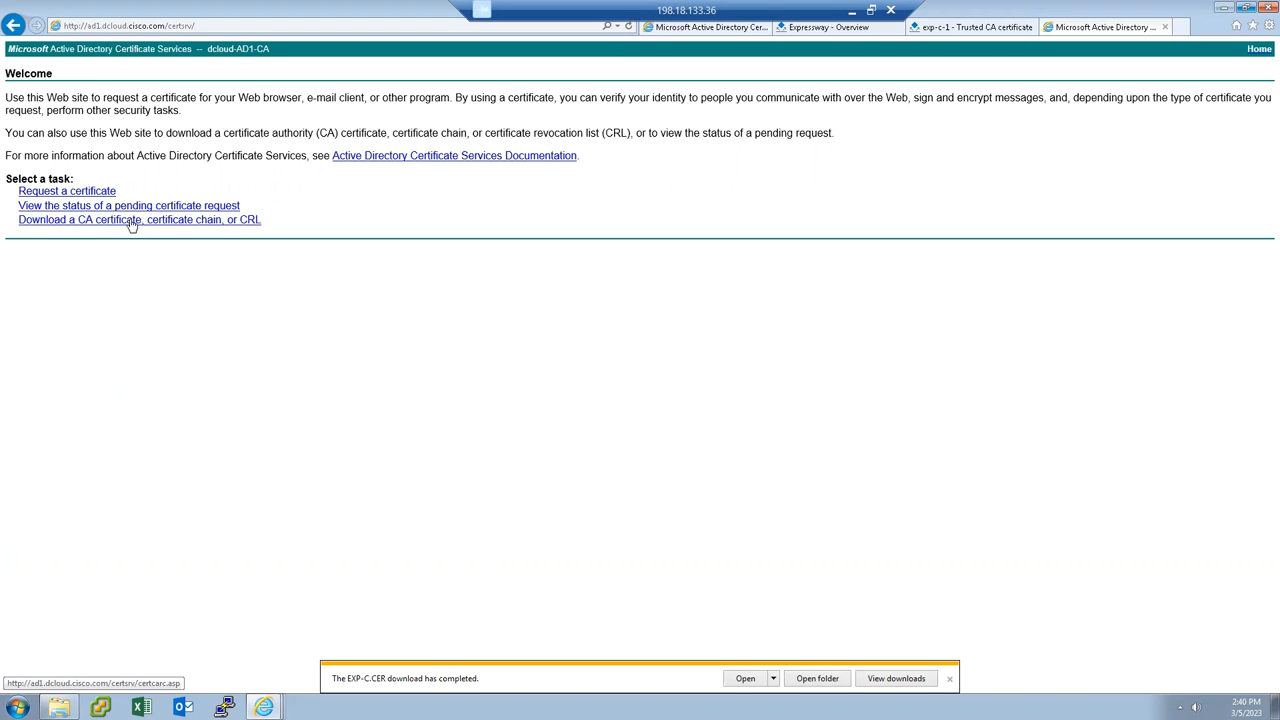 198.18.133.36
http://ad1.dcloud.cisco.com/certsrv/
Microsoft Active Directory Cer...
Expressway - Overview
exp-c-1 - Trusted CA certificate
Microsoft Active Directory ...
Microsoft Active Directory Certificate Services -- dcloud-AD1-CA
Home
Welcome
Use this Web site to request a certificate for your Web browser, e-mail client, or other program. By using a certificate, you can verify your identity to people you communicate with over the Web, sign and encrypt messages, and, depending upon the type of certificate you
request, perform other security tasks.
You can also use this Web site to download a certificate authority (CA) certificate, certificate chain, or certificate revocation list (CRL), or to view the status of a pending request.
For more information about Active Directory Certificate Services, see Active Directory Certificate Services Documentation.
Select a task:
Request a certificate
View the status of a pending certificate request
Download a CA certificate, certificate chain, or CRL
The EXP-C.CER download has completed.
Open
Open folder
View downloads
http://ad1.dcloud.cisco.com/certsrv/certcarc.asp
2:40 PM
3/5/2023